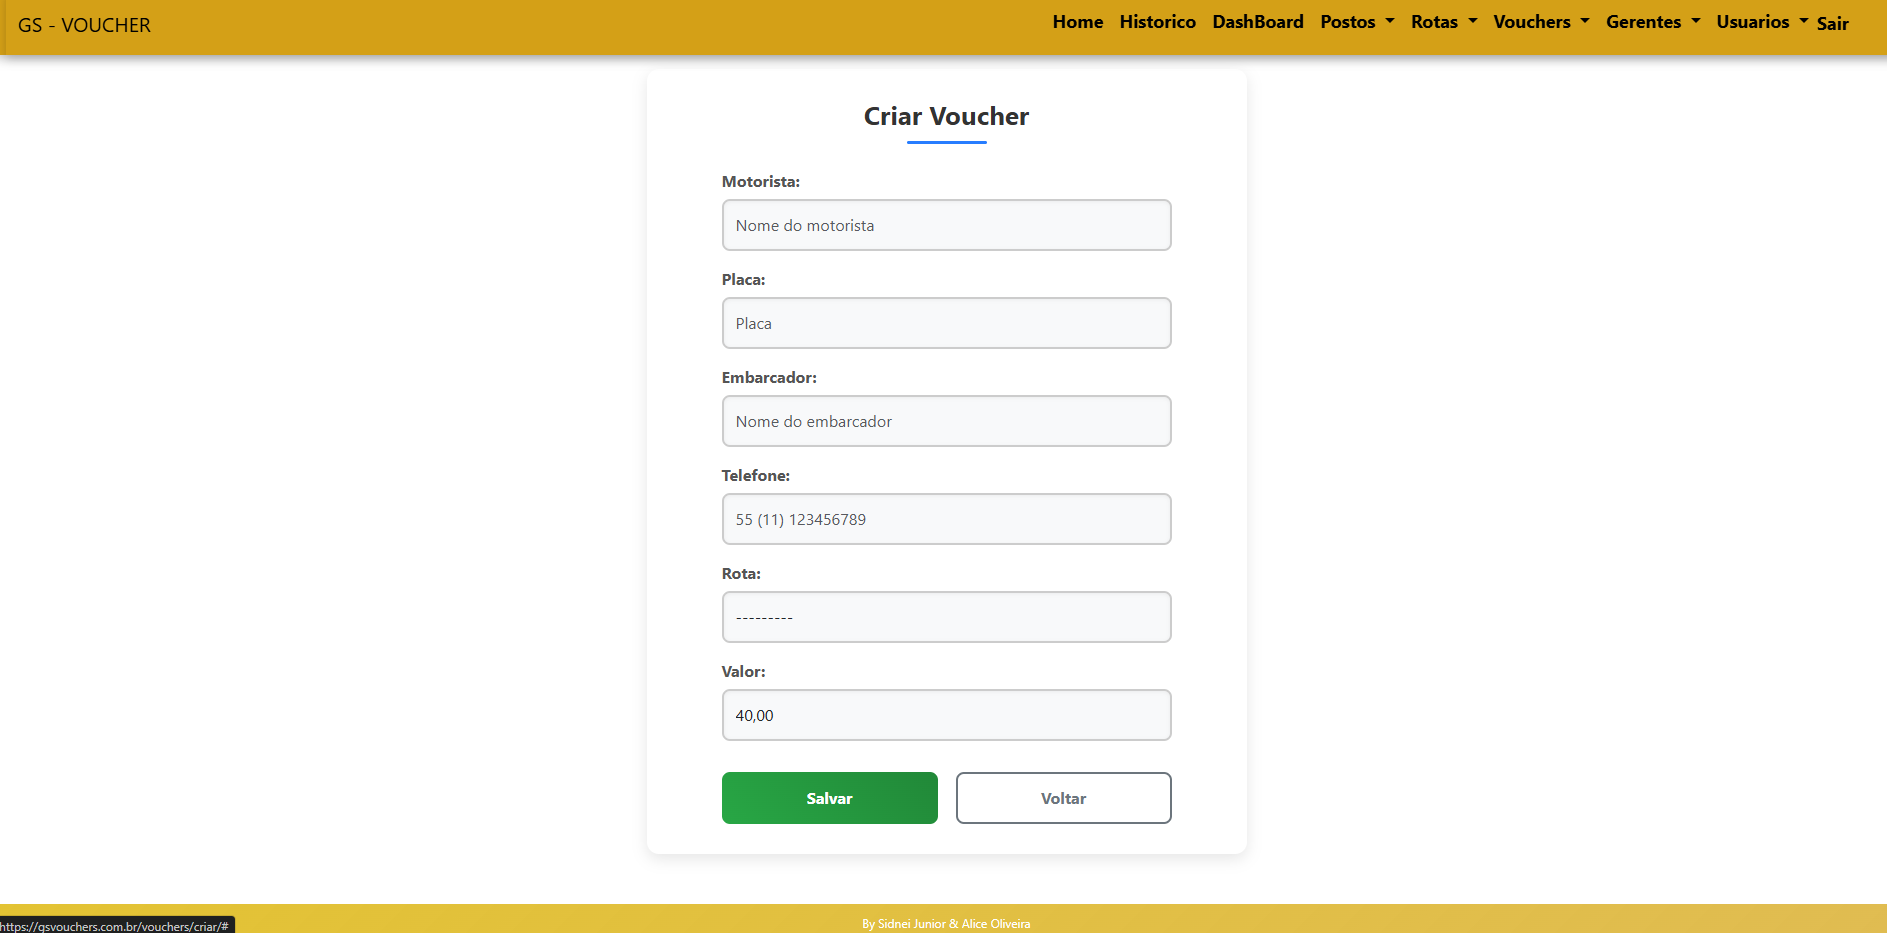 GS - VOUCHER
Home Historico DashBoard Postos Rotas Vouchers Gerentes Usuarios Sair
Criar Voucher
Motorista:
Nome do motorista
Placa:
Placa
Embarcador:
Nome do embarcador
Telefone:
55 (11) 123456789
Rota:
---------
Valor:
40,00
Salvar Voltar
By Sidnei Junior & Alice Oliveira
https://gsvouchers.com.br/vouchers/criar/#